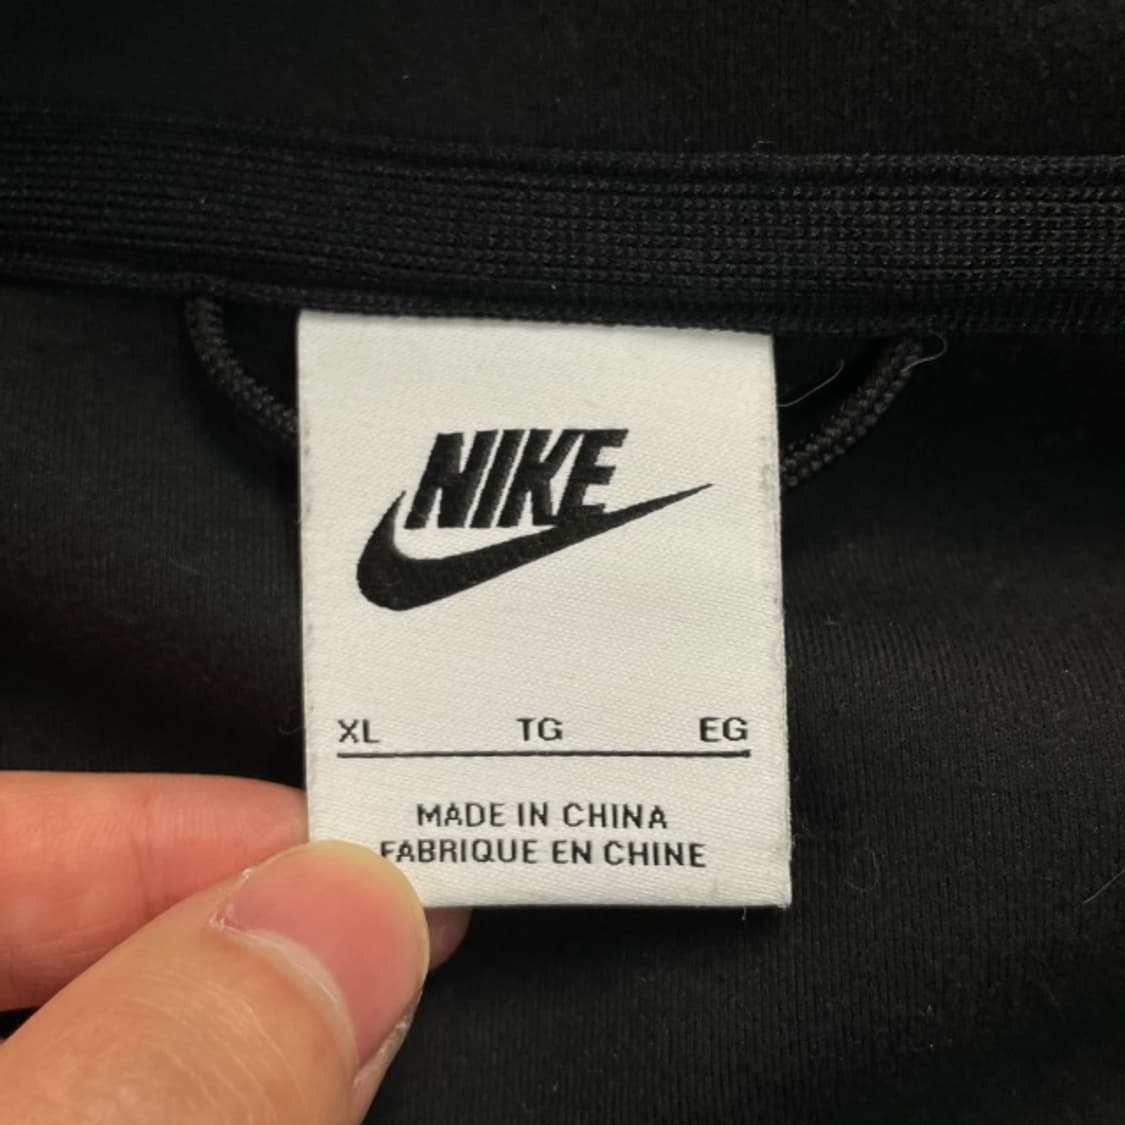 NIKE
XL TG EG
MADE IN CHINA
FABRIQUE EN CHINE